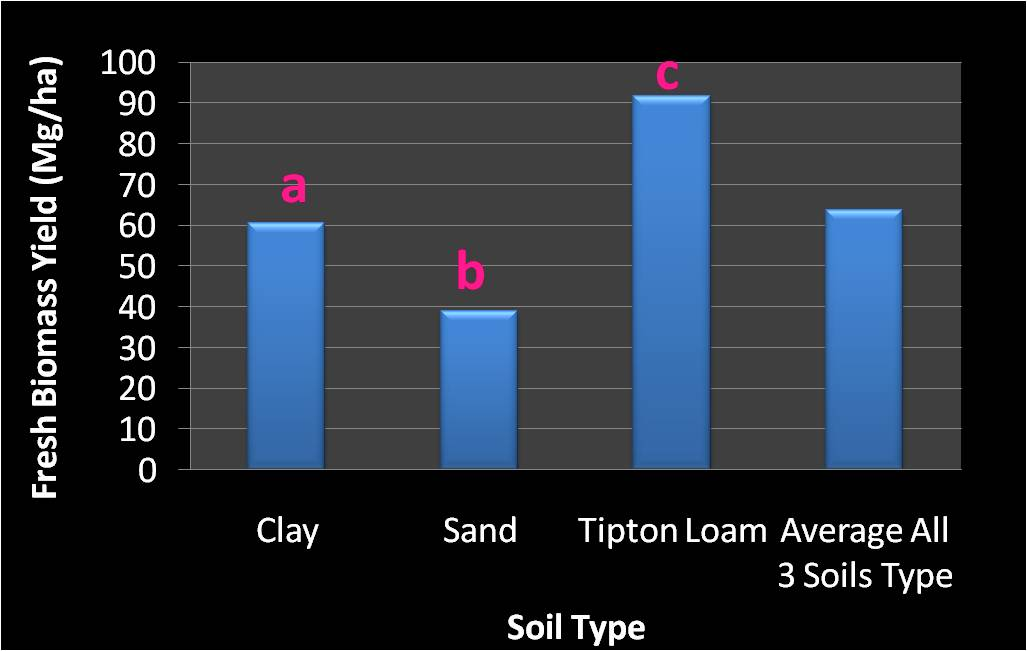 Fresh Biomass Yield (Mg/ha)
100
90
80
70
60
50
40
30
20
10
0
a
b
c
Clay
Sand
Tipton Loam
Average All
3 Soils Type
Soil Type